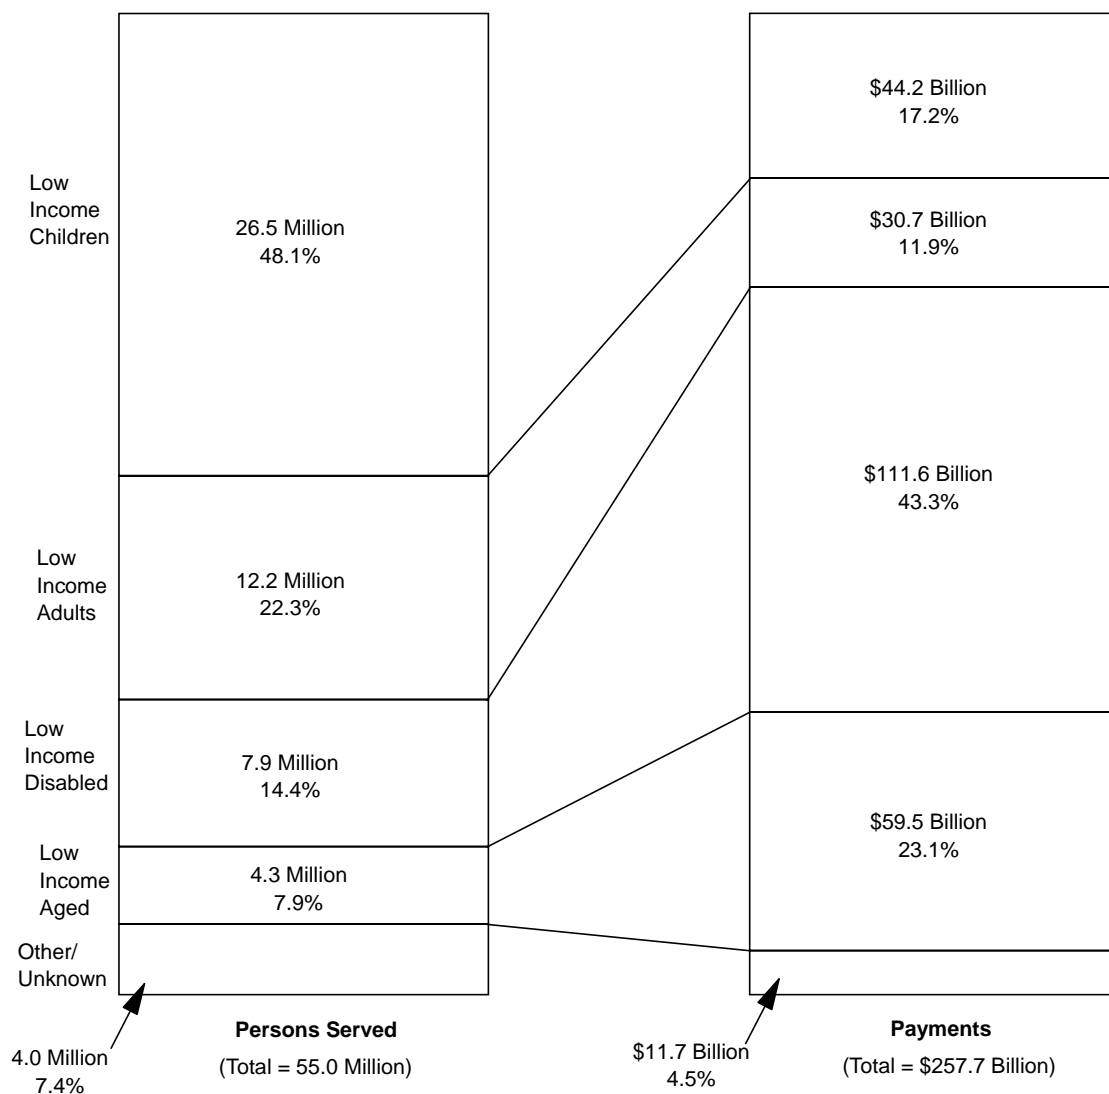 Low
Income
Children
26.5 Million
48.1%
$44.2 Billion
17.2%
$30.7 Billion
11.9%
Low
Income
Adults
12.2 Million
22.3%
$111.6 Billion
43.3%
Low
Income
Disabled
7.9 Million
14.4%
Low
Income
Aged
4.3 Million
7.9%
$59.5 Billion
23.1%
Other/
Unknown
4.0 Million
7.4%
Persons Served
(Total = 55.0 Million)
$11.7 Billion
4.5%
Payments
(Total = $257.7 Billion)